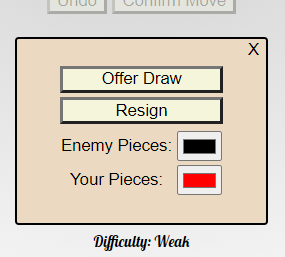 Undo Confirm Move
X
Offer Draw
Resign
Enemy Pieces:
Your Pieces:
Difficulty: Weak